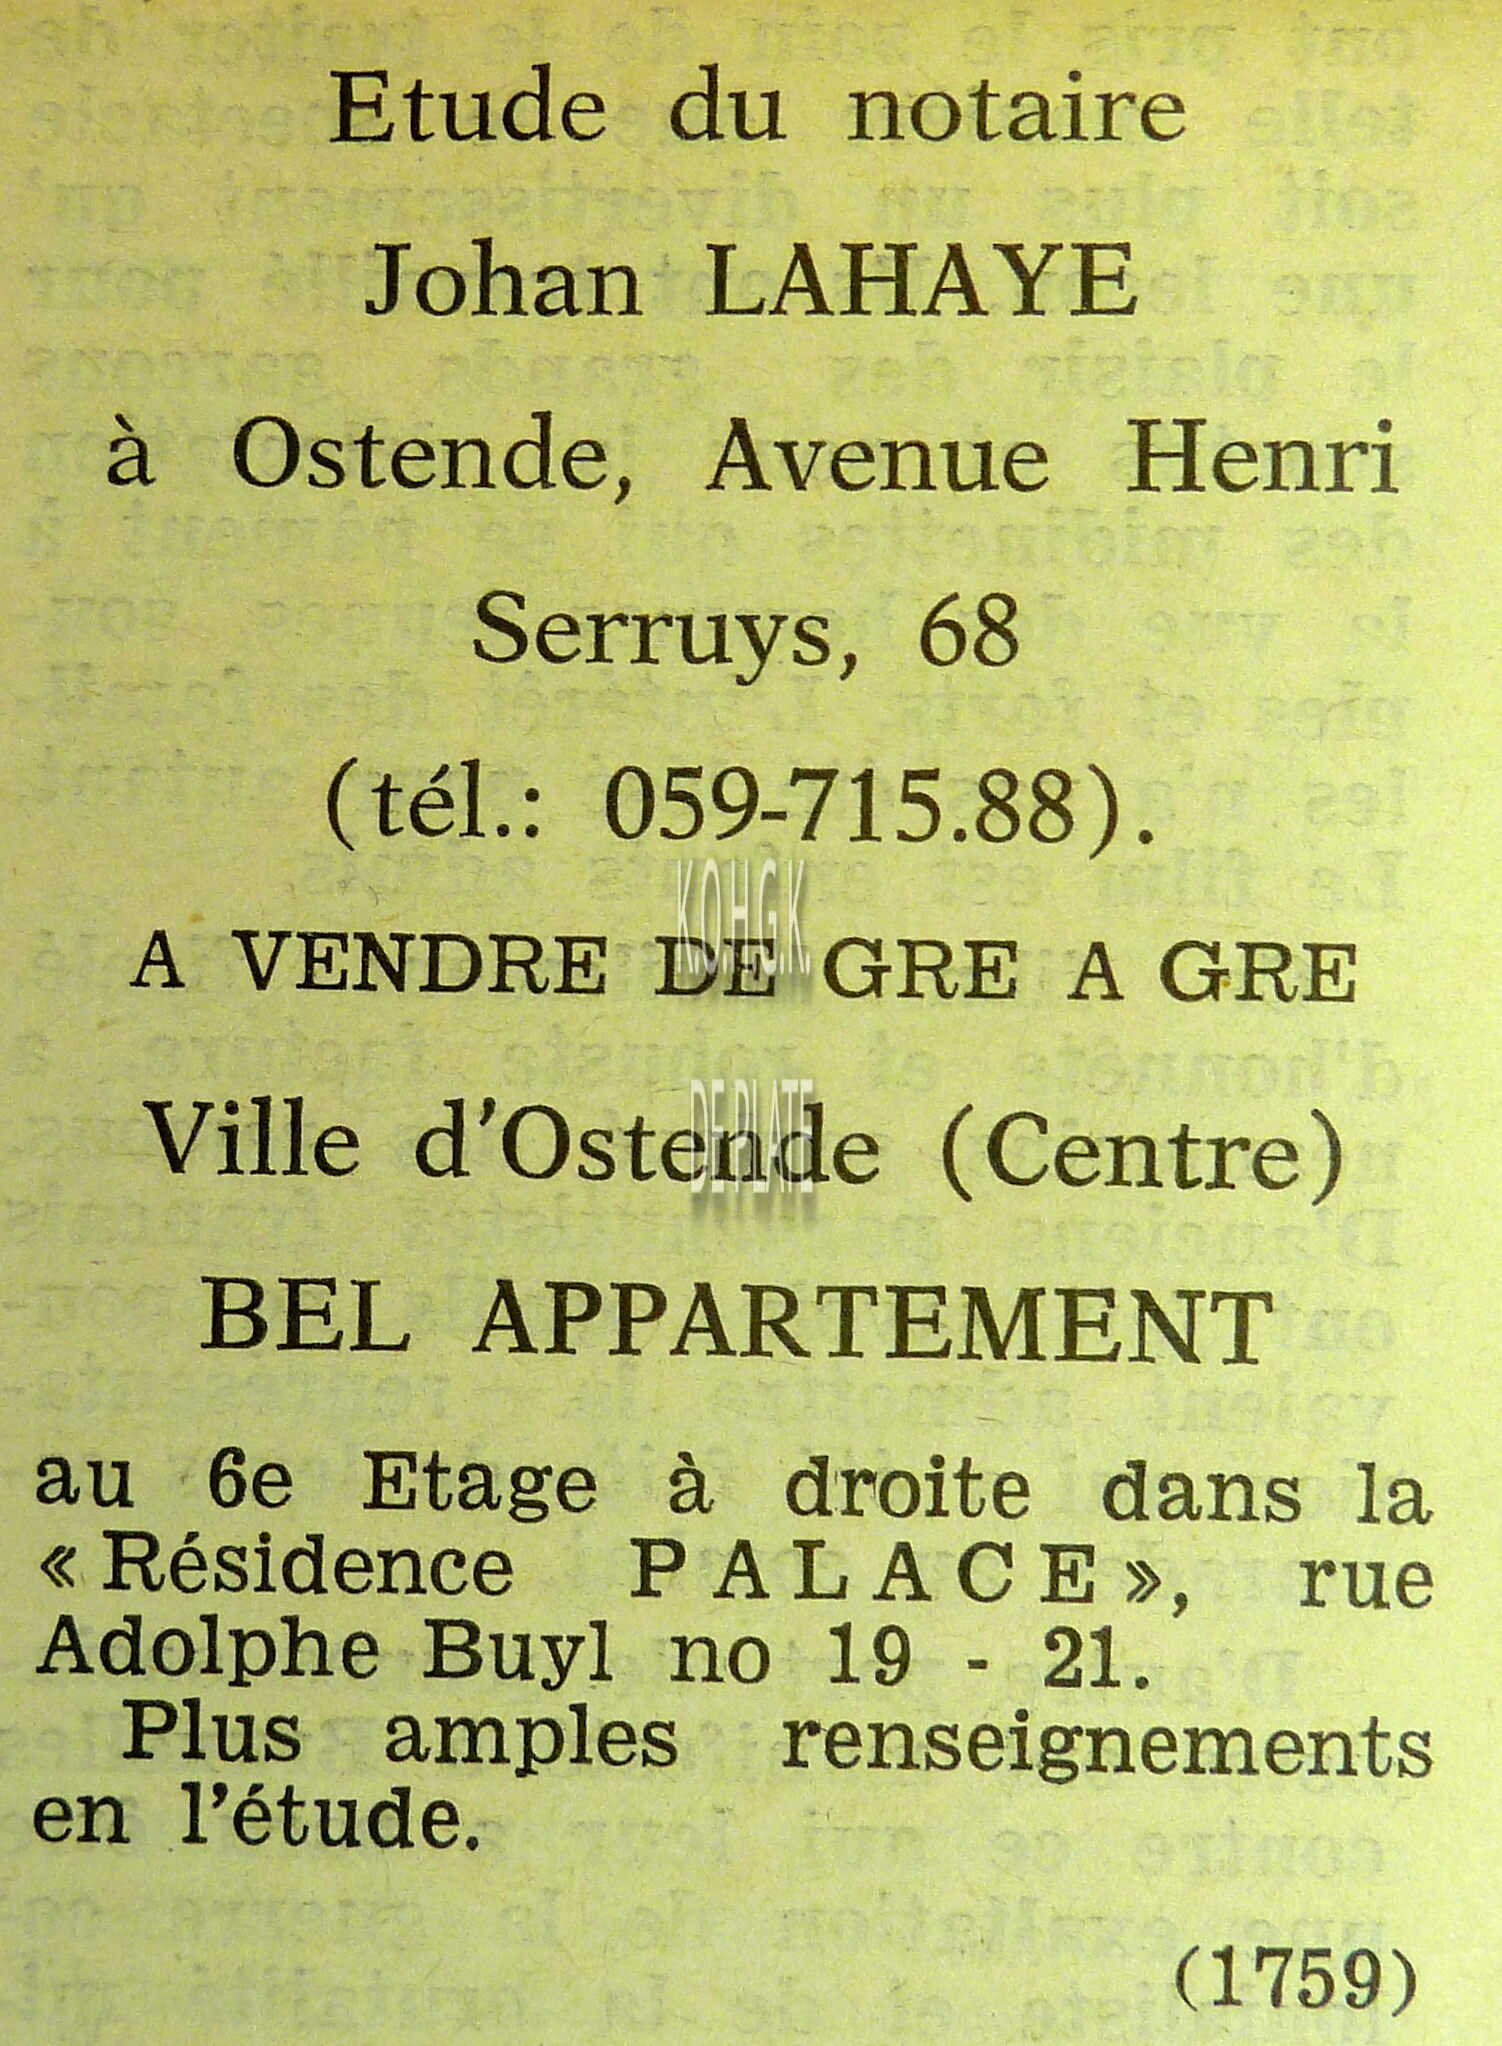 Etude du notaire
Johan LAHAYE
à Ostende, Avenue Henri
Serruys, 68
(tél.: 059-715.88).
KOHGK
A VENDRE DE GRE A GRE
DE PLATE
Ville d'Ostende (Centre)
BEL APPARTEMENT
au 6e Etage à droite dans la
« Résidence PALACE», rue
Adolphe Buyl no 19 - 21.
Plus amples renseignements
en l'étude.
(1759)